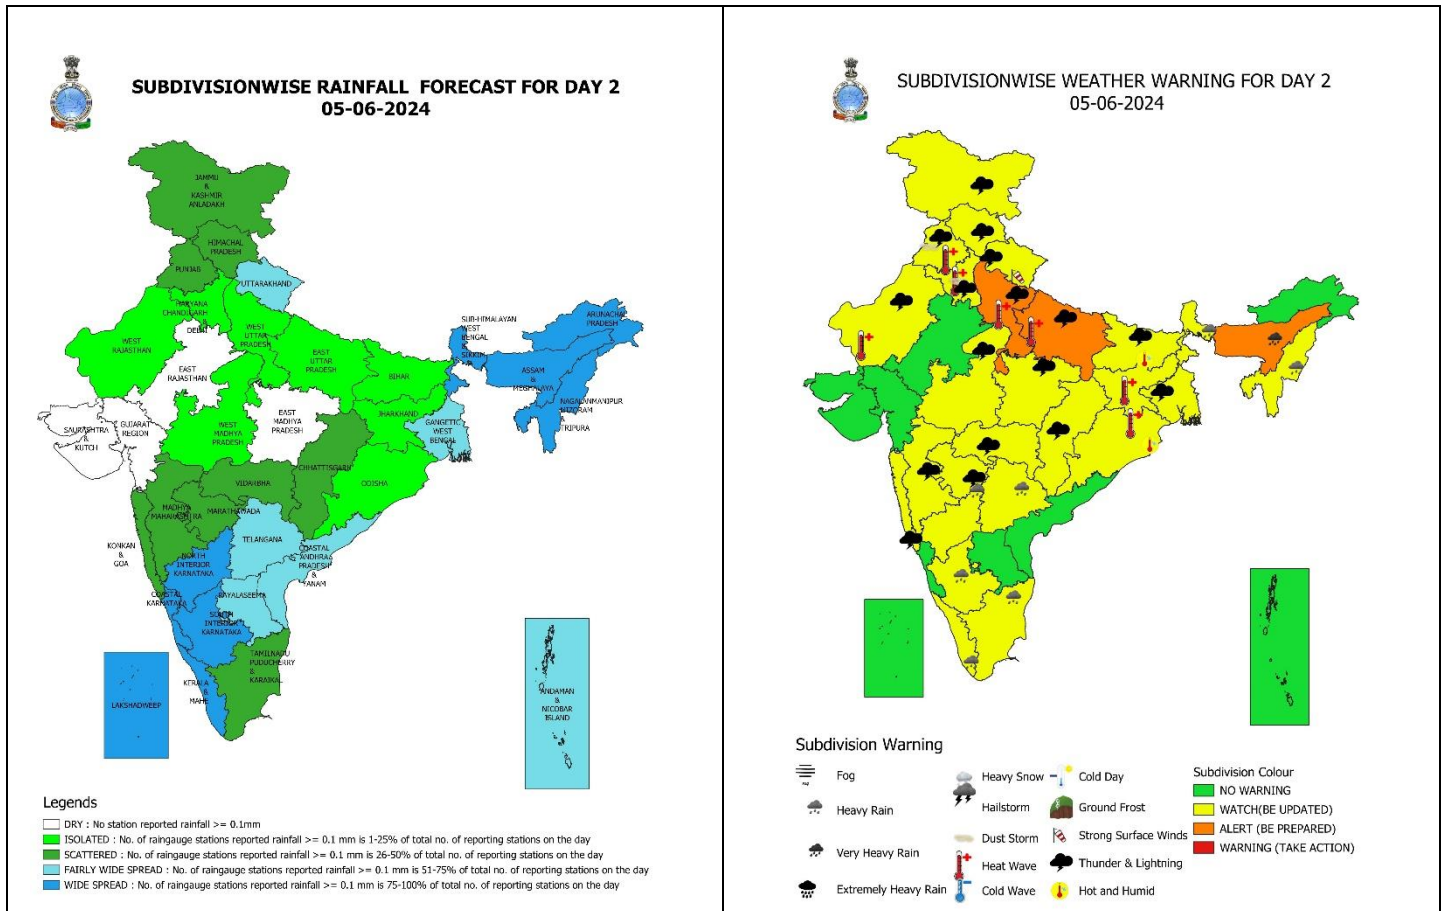 SUBDIVISIONWISE RAINFALL FORECAST FOR DAY 2
05-06-2024
JAMMU
&
KASHMIR
ANLADAKH
HIMACHAL
PRADESH
PUNJAB
UTTARAKHAND
HARYANA
CHANDIGARH
&
DELHI
WEST
RAJASTHAN
WEST
UTTAR
PRADESH
EAST
RAJASTHAN
EAST
UTTAR
PRADESH
BIHAR
SUB-HIMALAYAN
WEST
BENGAL
&
SIKKIM
ARUNACHAL
PRADESH
ASSAM
&
MEGHALAYA
NAGALANMANIPUR
MIZORAM
&
TRIPURA
SAURASHTRA
&
KUTCH
GUJARAT
REGION
WEST
MADHYA
PRADESH
EAST
MADHYA
PRADESH
JHARKHAND
GANGETIC
WEST
BENGAL
CHHATTISGARH
ODISHA
VIDARBHA
MADHYA
MAHARASHTRA
MARATHAWADA
KONKAN
&
GOA
TELANGANA
COASTAL
ANDHRA
PRADESH
&
YANAM
NORTH
INTERIOR
KARNATAKA
COASTAL
KARNATAKA
RAYALASEEMA
SOUTH
INTERIOR
KARNATAKA
TAMILNADU
PUDUCHERRY
&
KARAIKAL
KERALA
&
MAHE
LAKSHADWEEP
ANDAMAN
&
NICOBAR
ISLAND
Legends
DRY : No station reported rainfall >= 0.1mm
ISOLATED : No. of raingauge stations reported rainfall >= 0.1 mm is 1-25% of total no. of reporting stations on the day
SCATTERED : No. of raingauge stations reported rainfall >= 0.1 mm is 26-50% of total no. of reporting stations on the day
FAIRLY WIDE SPREAD : No. of raingauge stations reported rainfall >= 0.1 mm is 51-75% of total no. of reporting stations on the day
WIDE SPREAD : No. of raingauge stations reported rainfall >= 0.1 mm is 75-100% of total no. of reporting stations on the day
SUBDIVISIONWISE WEATHER WARNING FOR DAY 2
05-06-2024
Subdivision Warning
Fog
Heavy Rain
Very Heavy Rain
Extremely Heavy Rain
Heavy Snow
Hailstorm
Dust Storm
Heat Wave
Cold Wave
Cold Day
Ground Frost
Strong Surface Winds
Thunder & Lightning
Hot and Humid
Subdivision Colour
NO WARNING
WATCH(BE UPDATED)
ALERT (BE PREPARED)
WARNING (TAKE ACTION)